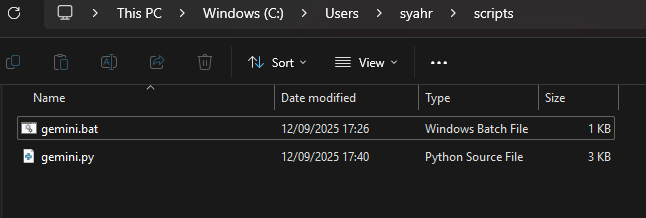 This PC > Windows (C:) > Users > syahr > scripts
Sort View
Name Date modified Type Size
gemini.bat 12/09/2025 17:26 Windows Batch File 1 KB
gemini.py 12/09/2025 17:40 Python Source File 3 KB